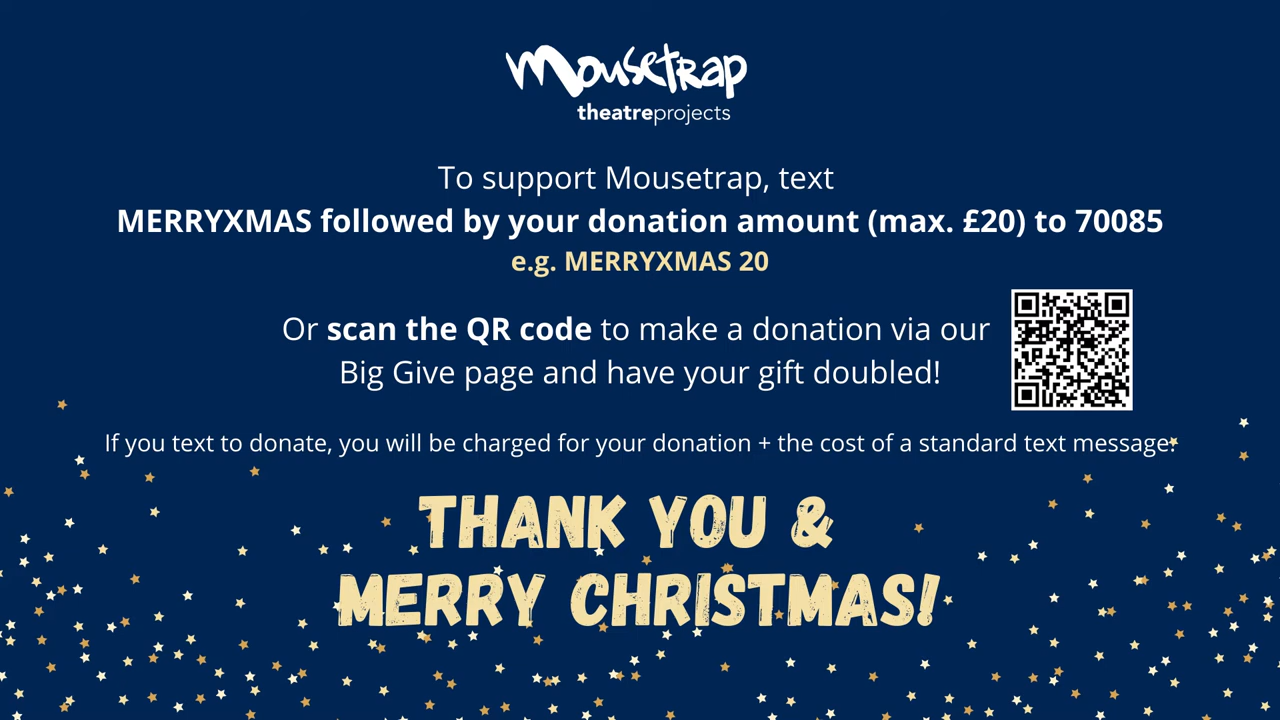 Mousetrap
theatreprojects
To support Mousetrap, text
MERRYXMAS followed by your donation amount (max. £20) to 70085
e.g. MERRYXMAS 20
Or scan the QR code to make a donation via our
Big Give page and have your gift doubled!
If you text to donate, you will be charged for your donation + the cost of a standard text message.
THANK YOU &
MERRY CHRISTMAS!